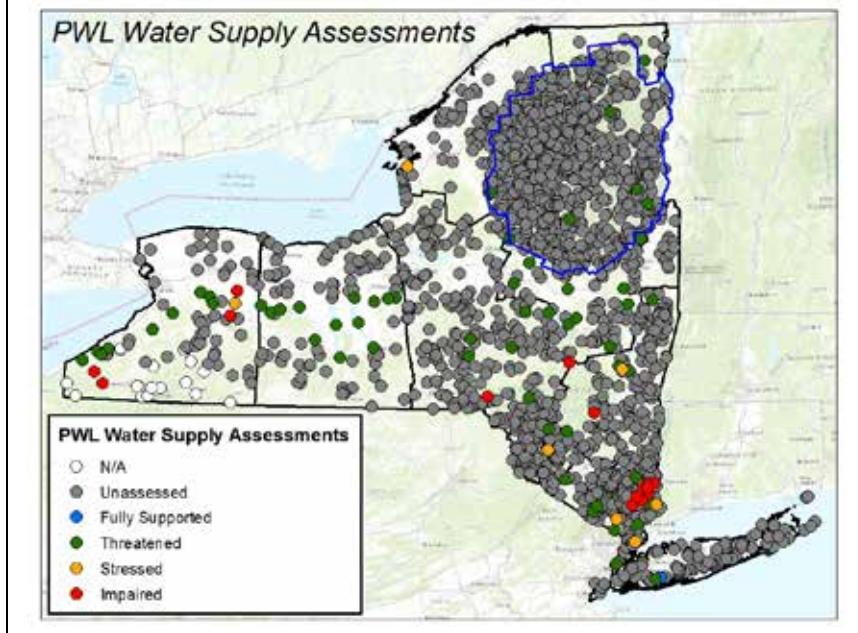 PWL Water Supply Assessments
PWL Water Supply Assessments
N/A
Unassessed
Fully Supported
Threatened
Stressed
Impaired